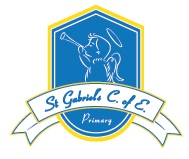 St Gabriels C. of E.
Primary